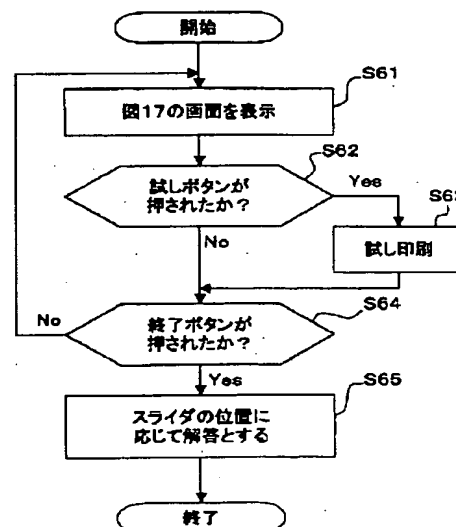 開始
S61
図17の画面を表示
S62
試しボタンが
押されたか？
Yes
S63
試し印刷
No
S64
No
終了ボタンが
押されたか？
Yes
S65
スライダの位置に
応じて解答とする
終了